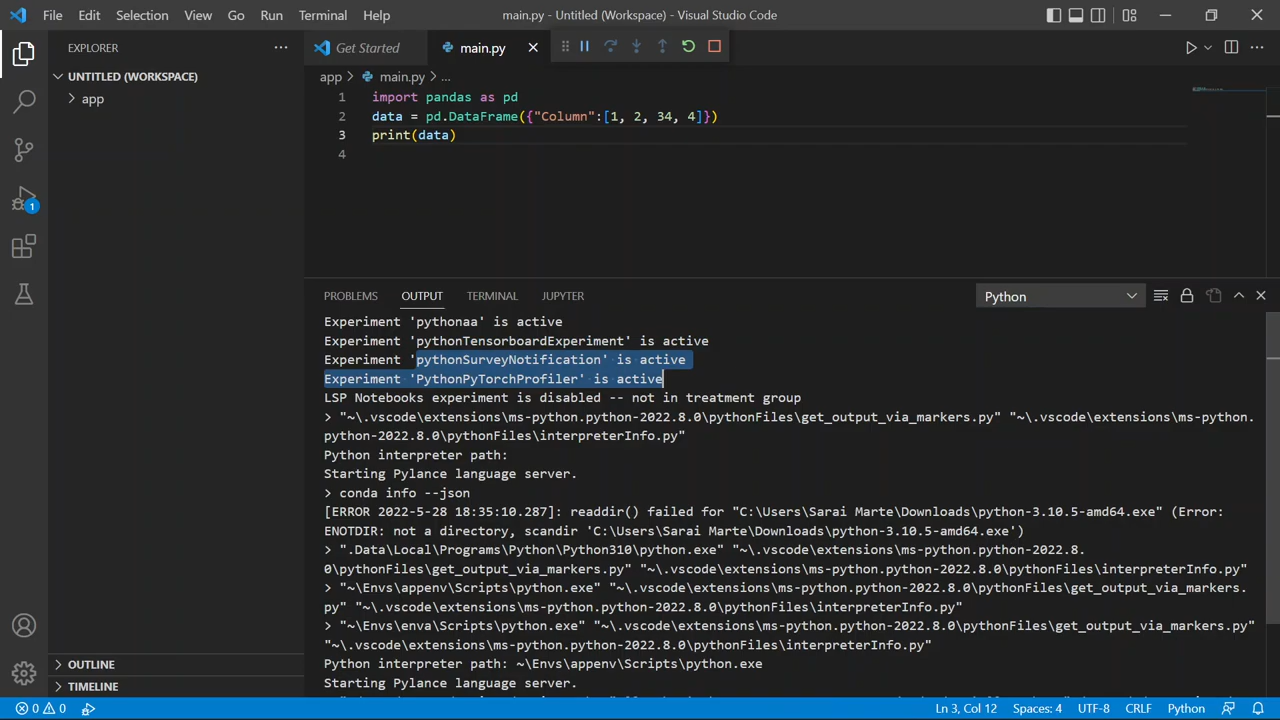 File Edit Selection View Go Run Terminal Help
main.py - Untitled (Workspace) - Visual Studio Code
EXPLORER
UNTITLED (WORKSPACE)
app
OUTLINE
TIMELINE
1
Get Started
main.py
app > main.py > ...
1 import pandas as pd
2 data = pd.DataFrame({"Column":[1, 2, 34, 4]})
3 print(data)
4
PROBLEMS OUTPUT TERMINAL JUPYTER
Python
Experiment 'pythonaa' is active
Experiment 'pythonTensorboardExperiment' is active
Experiment 'pythonSurveyNotification' is active
Experiment 'PythonPyTorchProfiler' is active
LSP Notebooks experiment is disabled -- not in treatment group
> "~\.vscode\extensions\ms-python.python-2022.8.0\pythonFiles\get_output_via_markers.py" "~\.vscode\extensions\ms-python.
python-2022.8.0\pythonFiles\interpreterInfo.py"
Python interpreter path:
Starting Pylance language server.
> conda info --json
[ERROR 2022-5-28 18:35:10.287]: readdir() failed for "C:\Users\Sarai Marte\Downloads\python-3.10.5-amd64.exe" (Error:
ENOTDIR: not a directory, scandir 'C:\Users\Sarai Marte\Downloads\python-3.10.5-amd64.exe')
> ".Data\Local\Programs\Python\Python310\python.exe" "~\.vscode\extensions\ms-python.python-2022.8.
0\pythonFiles\get_output_via_markers.py" "~\.vscode\extensions\ms-python.python-2022.8.0\pythonFiles\interpreterInfo.py"
> "~\Envs\appenv\Scripts\python.exe" "~\.vscode\extensions\ms-python.python-2022.8.0\pythonFiles\get_output_via_markers.
py" "~\.vscode\extensions\ms-python.python-2022.8.0\pythonFiles\interpreterInfo.py"
> "~\Envs\enva\Scripts\python.exe" "~\.vscode\extensions\ms-python.python-2022.8.0\pythonFiles\get_output_via_markers.py"
"~\.vscode\extensions\ms-python.python-2022.8.0\pythonFiles\interpreterInfo.py"
Python interpreter path: ~\Envs\appenv\Scripts\python.exe
Starting Pylance language server.
0 0
Ln 3, Col 12 Spaces: 4 UTF-8 CRLF Python